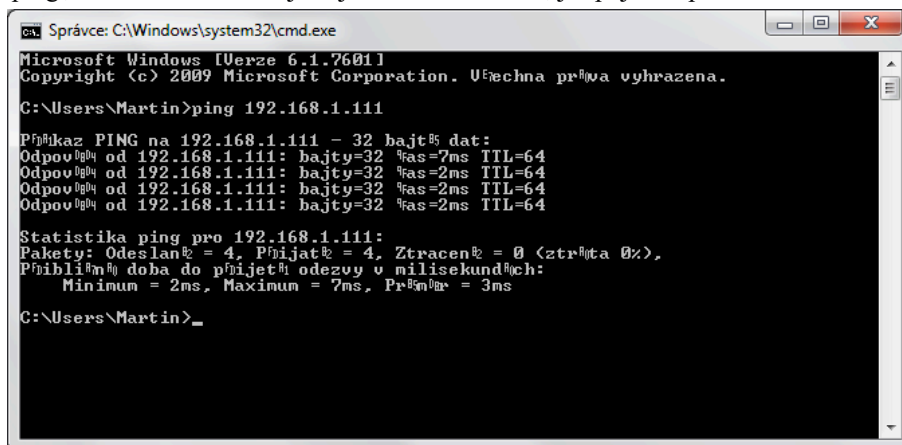 Správce: C:\Windows\system32\cmd.exe
Microsoft Windows [Verze 6.1.7601]
Copyright (c) 2009 Microsoft Corporation. vyhrazena.
C:\Users\Martin>ping 192.168.1.111
PING na 192.168.1.111 - 32 dat:
od 192.168.1.111: bajty=32 TTL=64
od 192.168.1.111: bajty=32 TTL=64
od 192.168.1.111: bajty=32 TTL=64
od 192.168.1.111: bajty=32 TTL=64
Statistika ping pro 192.168.1.111:
Pakety: = 4, = 4, = 0 0%),
doba do odezvy v
Minimum = 2ms, Maximum = 7ms, = 3ms
C:\Users\Martin>_